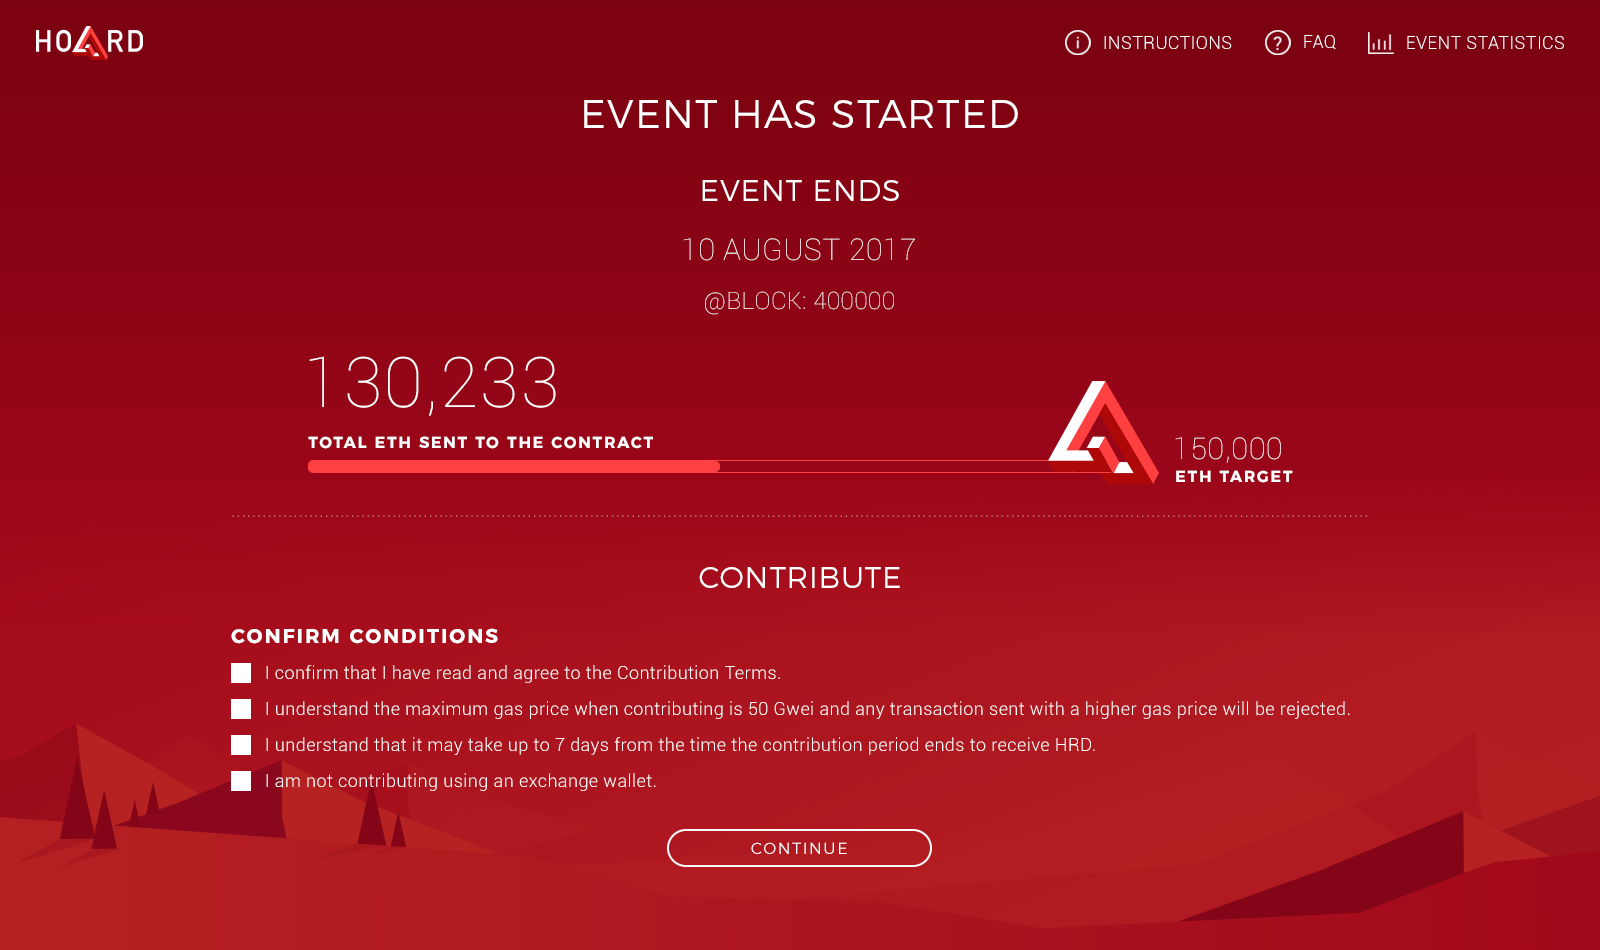 HOARD
INSTRUCTIONS
FAQ
EVENT STATISTICS
EVENT HAS STARTED
EVENT ENDS
10 AUGUST 2017
@BLOCK: 400000
130,233
TOTAL ETH SENT TO THE CONTRACT
150,000
ETH TARGET
CONTRIBUTE
CONFIRM CONDITIONS
I confirm that I have read and agree to the Contribution Terms.
I understand the maximum gas price when contributing is 50 Gwei and any transaction sent with a higher gas price will be rejected.
I understand that it may take up to 7 days from the time the contribution period ends to receive HRD.
I am not contributing using an exchange wallet.
CONTINUE